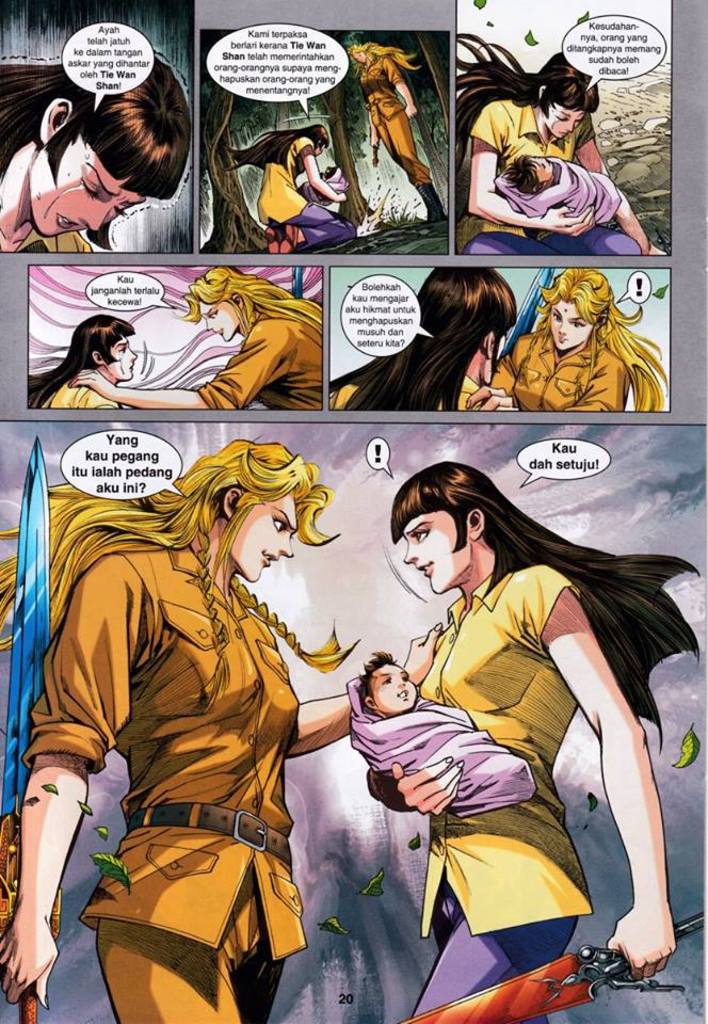 Ayah
telah jatuh
ke dalam tangan
askar yang dihantar
oleh Tie Wan
Shan!
Kami terpaksa
berlari kerana Tie Wan
Shan telah memerintahkan
orang-orangnya supaya meng-
hapuskan orang-orang yang
menentangnya!
Kesudahan-
nya, orang yang
ditangkapnya memang
sudah boleh
dibaca!
Kau
janganlah terlalu
kecewa!
Bolehkah
kau mengajar
aku hikmat untuk
menghapuskan
musuh dan
seteru kita?
!
Yang
kau pegang
itu ialah pedang
aku ini?
!
Kau
dah setuju!
20